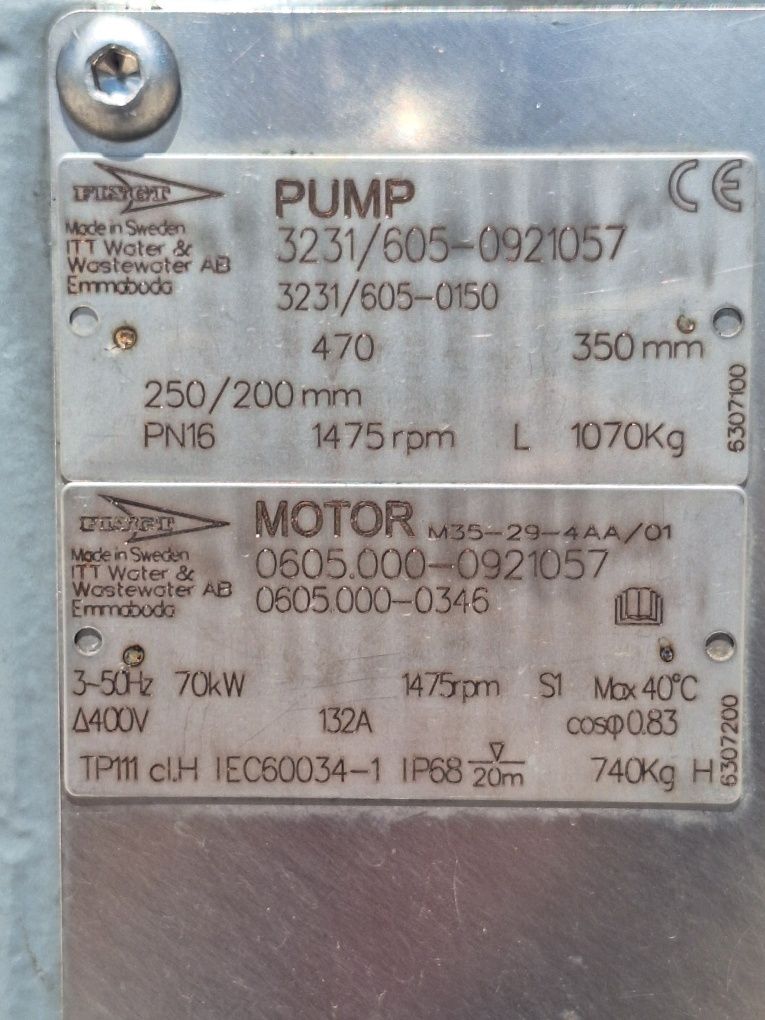 FLYGT
PUMP
CE
Made in Sweden
ITT Water &
Wastewater AB
Emmaboda
3231/605-0921057
3231/605-0150
470 350 mm
250/200 mm
PN16 1475 rpm L 1070Kg
6307100
FLYGT
MOTOR M35-29-4AA/01
Made in Sweden
ITT Water &
Wastewater AB
Emmaboda
0605.000-0921057
0605.000-0346
3~50Hz 70kW 1475rpm S1 Max 40°C
Δ400V 132A cosφ0.83
TP111 cl.H IEC60034-1 IP68 ▽ 20m 740Kg H
6307200